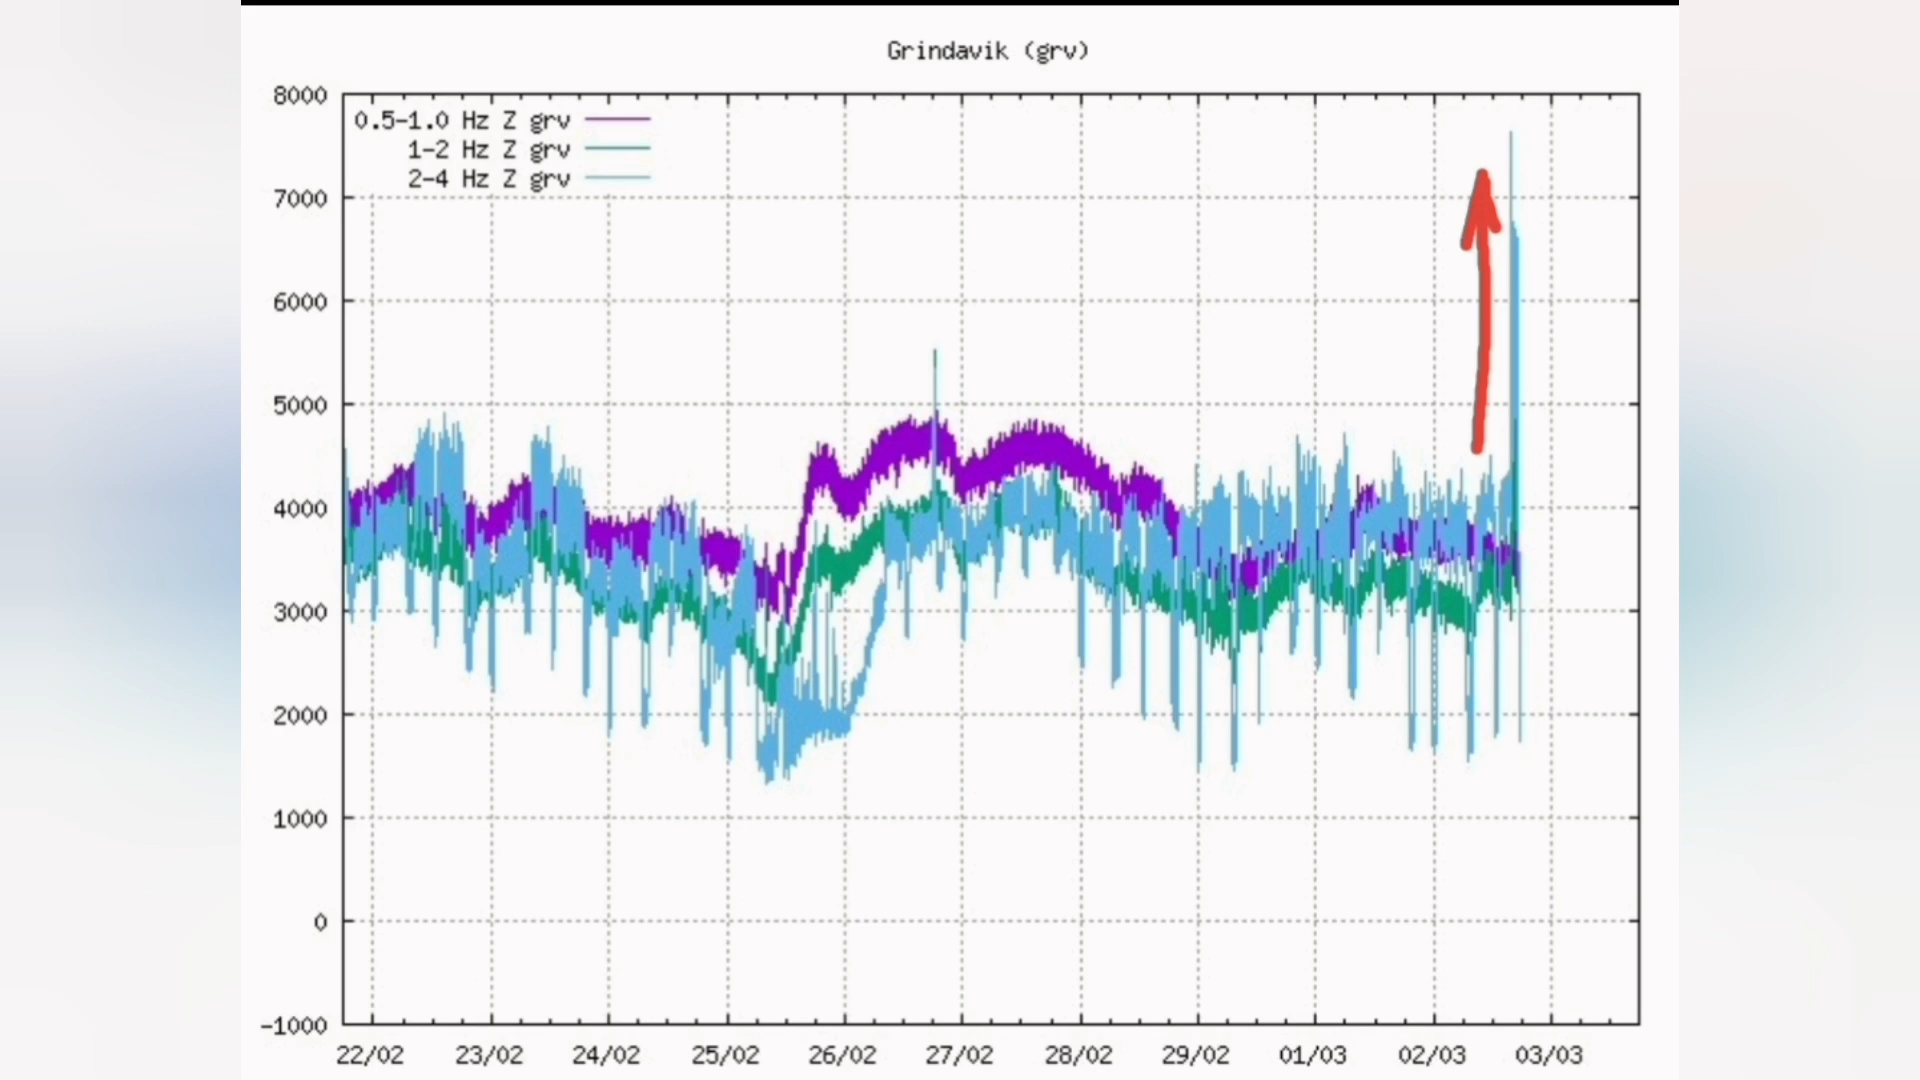 Grindavik (grv)
8000
0.5-1.0 Hz Z grv
1-2 Hz Z grv
2-4 Hz Z grv
7000
6000
5000
4000
3000
2000
1000
0
-1000
22/02 23/02 24/02 25/02 26/02 27/02 28/02 29/02 01/03 02/03 03/03